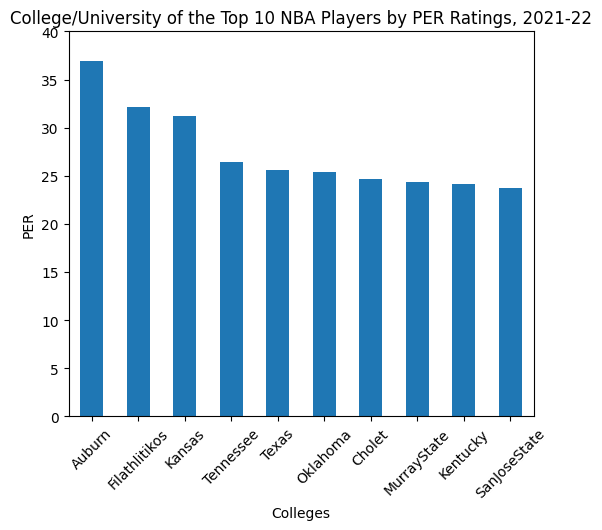 College/University of the Top 10 NBA Players by PER Ratings, 2021-22
40
35
30
25
20
15
10
5
0
PER
Auburn
Filathlitikos
Kansas
Tennessee
Texas
Oklahoma
Cholet
MurrayState
Kentucky
SanJoseState
Colleges